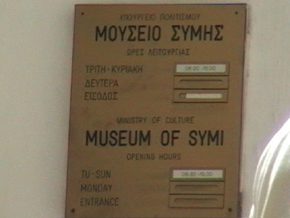 ΥΠΟΥΡΓΕΙΟ ΠΟΛΙΤΙΣΜΟΥ
ΜΟΥΣΕΙΟ ΣΥΜΗΣ
ΩΡΕΣ ΛΕΙΤΟΥΡΓΙΑΣ
ΤΡΙΤΗ-ΚΥΡΙΑΚΗ
ΔΕΥΤΕΡΑ
ΕΙΣΟΔΟΣ
MINISTRY OF CULTURE
MUSEUM OF SYMI
OPENING HOURS
TU-SUN
MONDAY
ENTRANCE